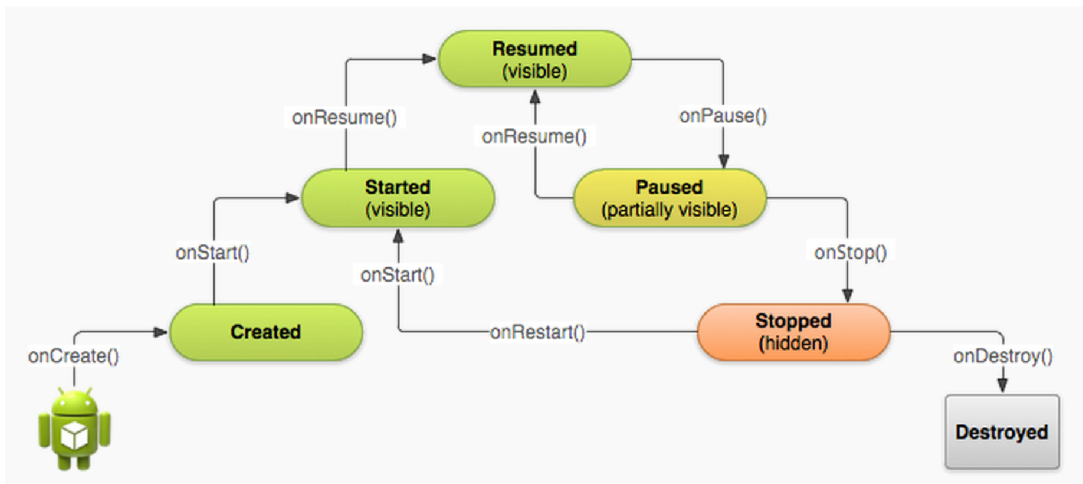 Resumed
(visible)
onResume()
onResume()
onPause()
Started
(visible)
Paused
(partially visible)
onStart()
onStart()
onStop()
Created
onRestart()
Stopped
(hidden)
onCreate()
onDestroy()
Destroyed